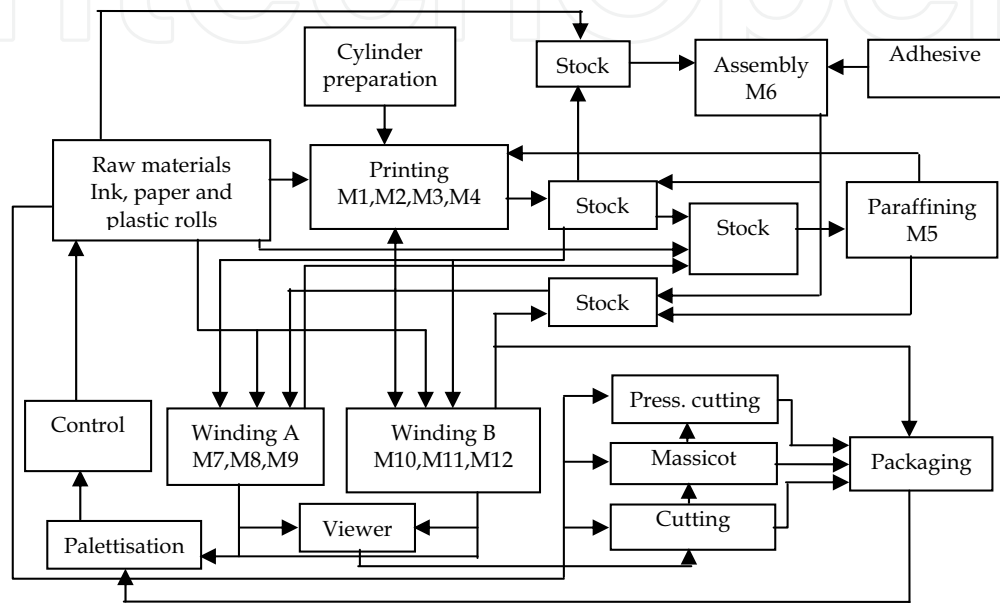 Cylinder
preparation
Stock
Assembly
M6
Adhesive
Raw materials
Ink, paper and
plastic rolls
Printing
M1,M2,M3,M4
Stock
Stock
Paraffining
M5
Stock
Control
Winding A
M7,M8,M9
Winding B
M10,M11,M12
Press. cutting
Massicot
Cutting
Packaging
Viewer
Palettisation